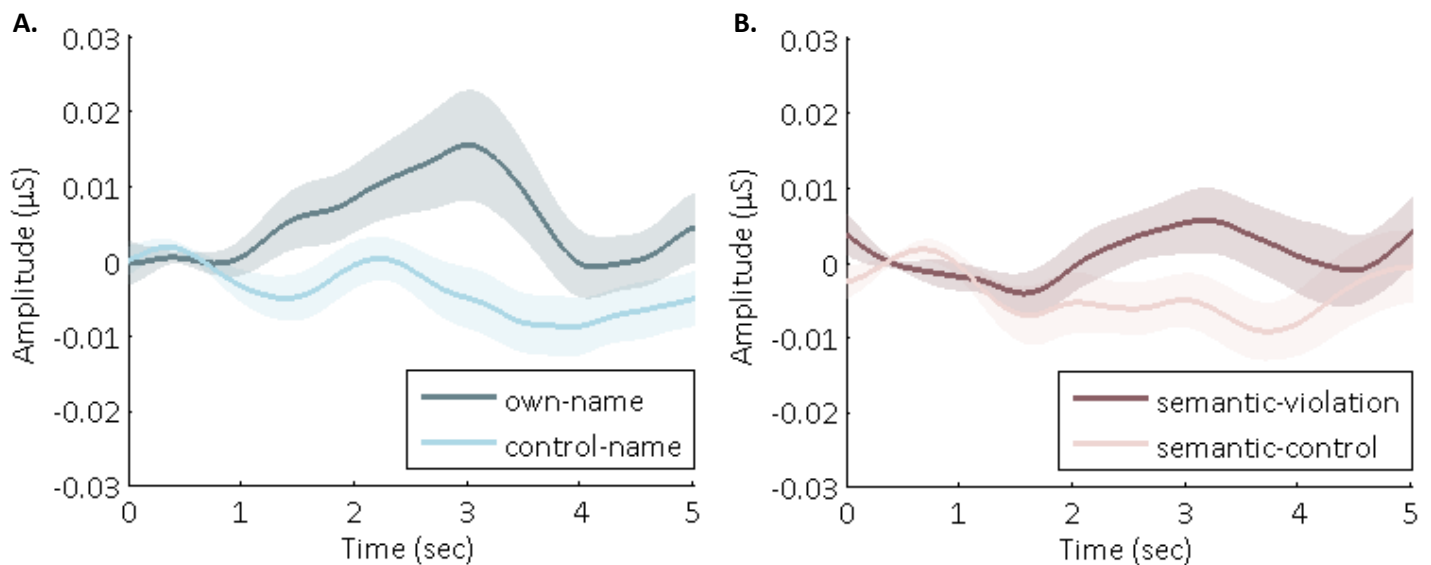 A.
0.03
0.02
0.01
0
-0.01
-0.02
-0.03
Amplitude (µS)
own-name
control-name
0 1 2 3 4 5
Time (sec)
B.
0.03
0.02
0.01
0
-0.01
-0.02
-0.03
Amplitude (µS)
semantic-violation
semantic-control
0 1 2 3 4 5
Time (sec)